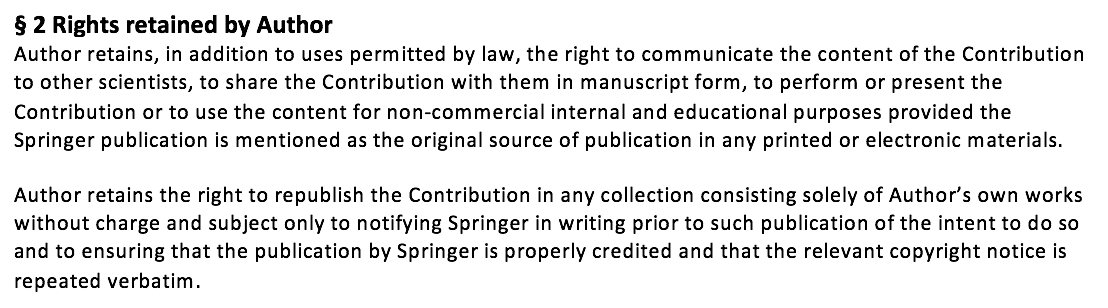 § 2 Rights retained by Author
Author retains, in addition to uses permitted by law, the right to communicate the content of the Contribution
to other scientists, to share the Contribution with them in manuscript form, to perform or present the
Contribution or to use the content for non-commercial internal and educational purposes provided the
Springer publication is mentioned as the original source of publication in any printed or electronic materials.
Author retains the right to republish the Contribution in any collection consisting solely of Author’s own works
without charge and subject only to notifying Springer in writing prior to such publication of the intent to do so
and to ensuring that the publication by Springer is properly credited and that the relevant copyright notice is
repeated verbatim.